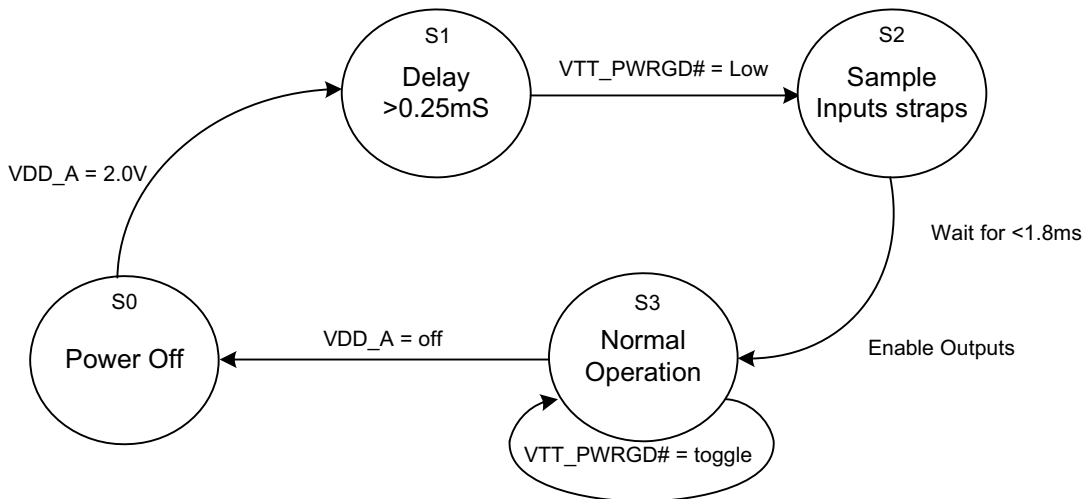 S1
Delay
>0.25mS
VTT_PWRGD# = Low
S2
Sample
Inputs straps
VDD_A = 2.0V
Wait for <1.8ms
Enable Outputs
S0
Power Off
VDD_A = off
S3
Normal
Operation
VTT_PWRGD# = toggle